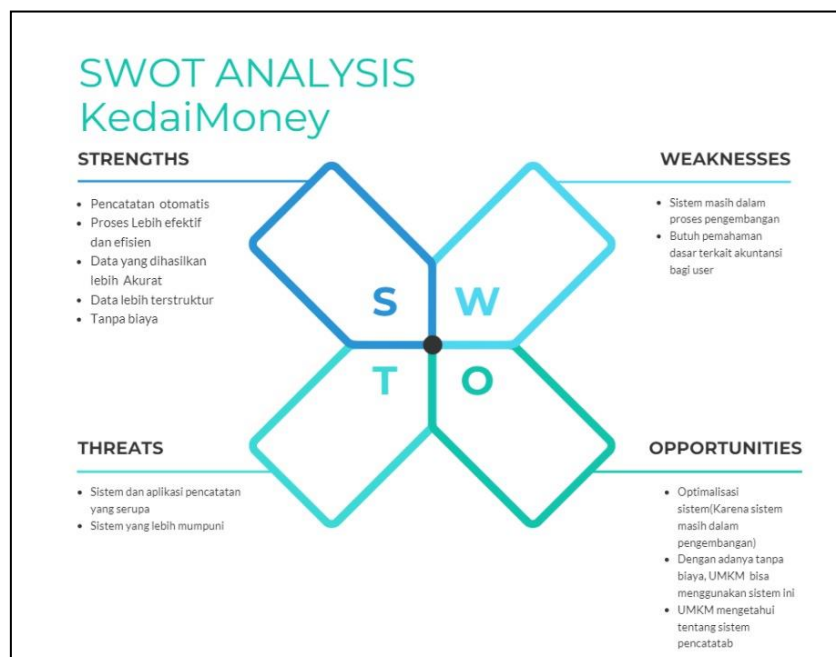 SWOT ANALYSIS
KedaiMoney
STRENGTHS
• Pencatatan otomatis
• Proses Lebih efektif
dan efisien
• Data yang dihasilkan
lebih Akurat
• Data lebih terstruktur
• Tanpa biaya
WEAKNESSES
• Sistem masih dalam
proses pengembangan
• Butuh pemahaman
dasar terkait akuntansi
bagi user
S W
T O
THREATS
• Sistem dan aplikasi pencatatan
yang serupa
• Sistem yang lebih mumpuni
OPPORTUNITIES
• Optimalisasi
sistem(Karena sistem
masih dalam
pengembangan)
• Dengan adanya tanpa
biaya, UMKM bisa
menggunakan sistem ini
• UMKM mengetahui
tentang sistem
pencatatab